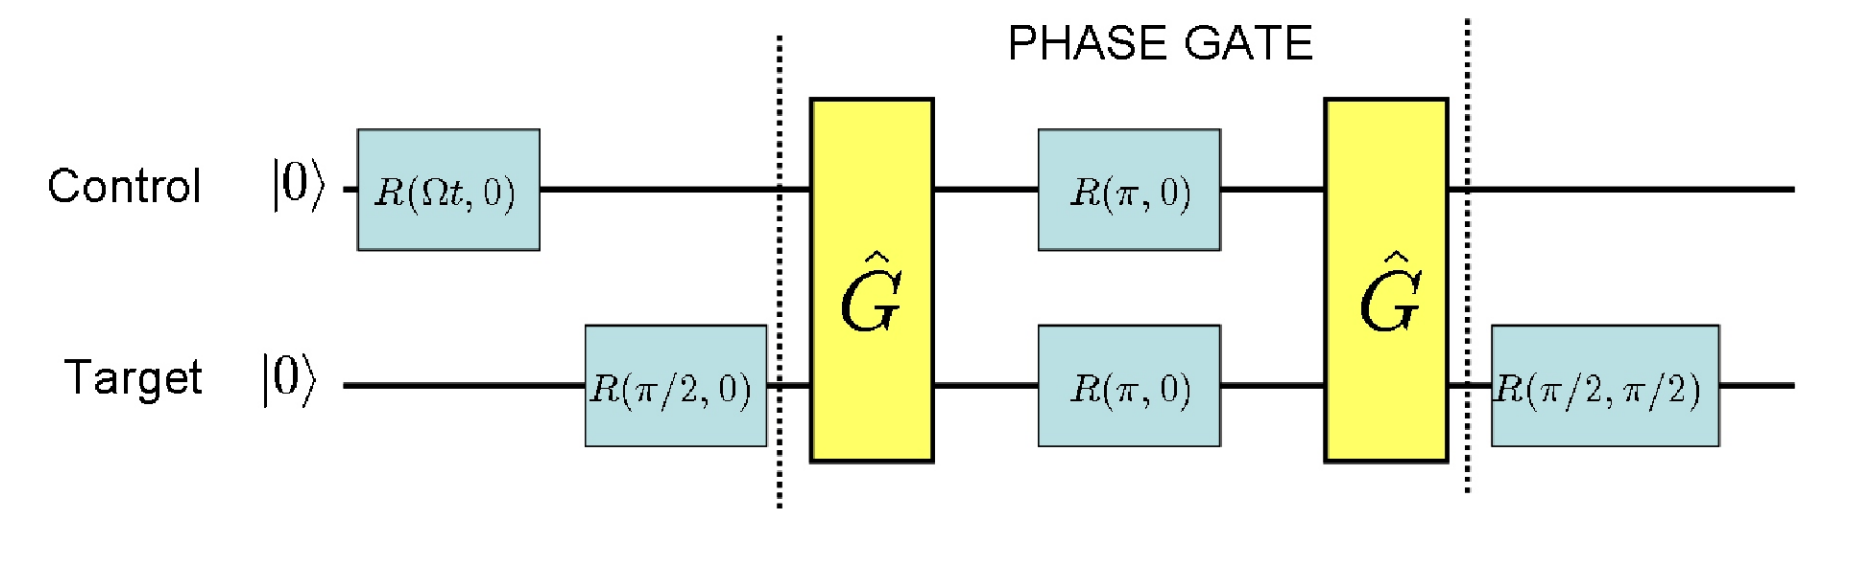 PHASE GATE
Control |0⟩ R(Ωt, 0) R(π, 0)
Ĝ Ĝ
Target |0⟩ R(π/2, 0) R(π, 0) R(π/2, π/2)